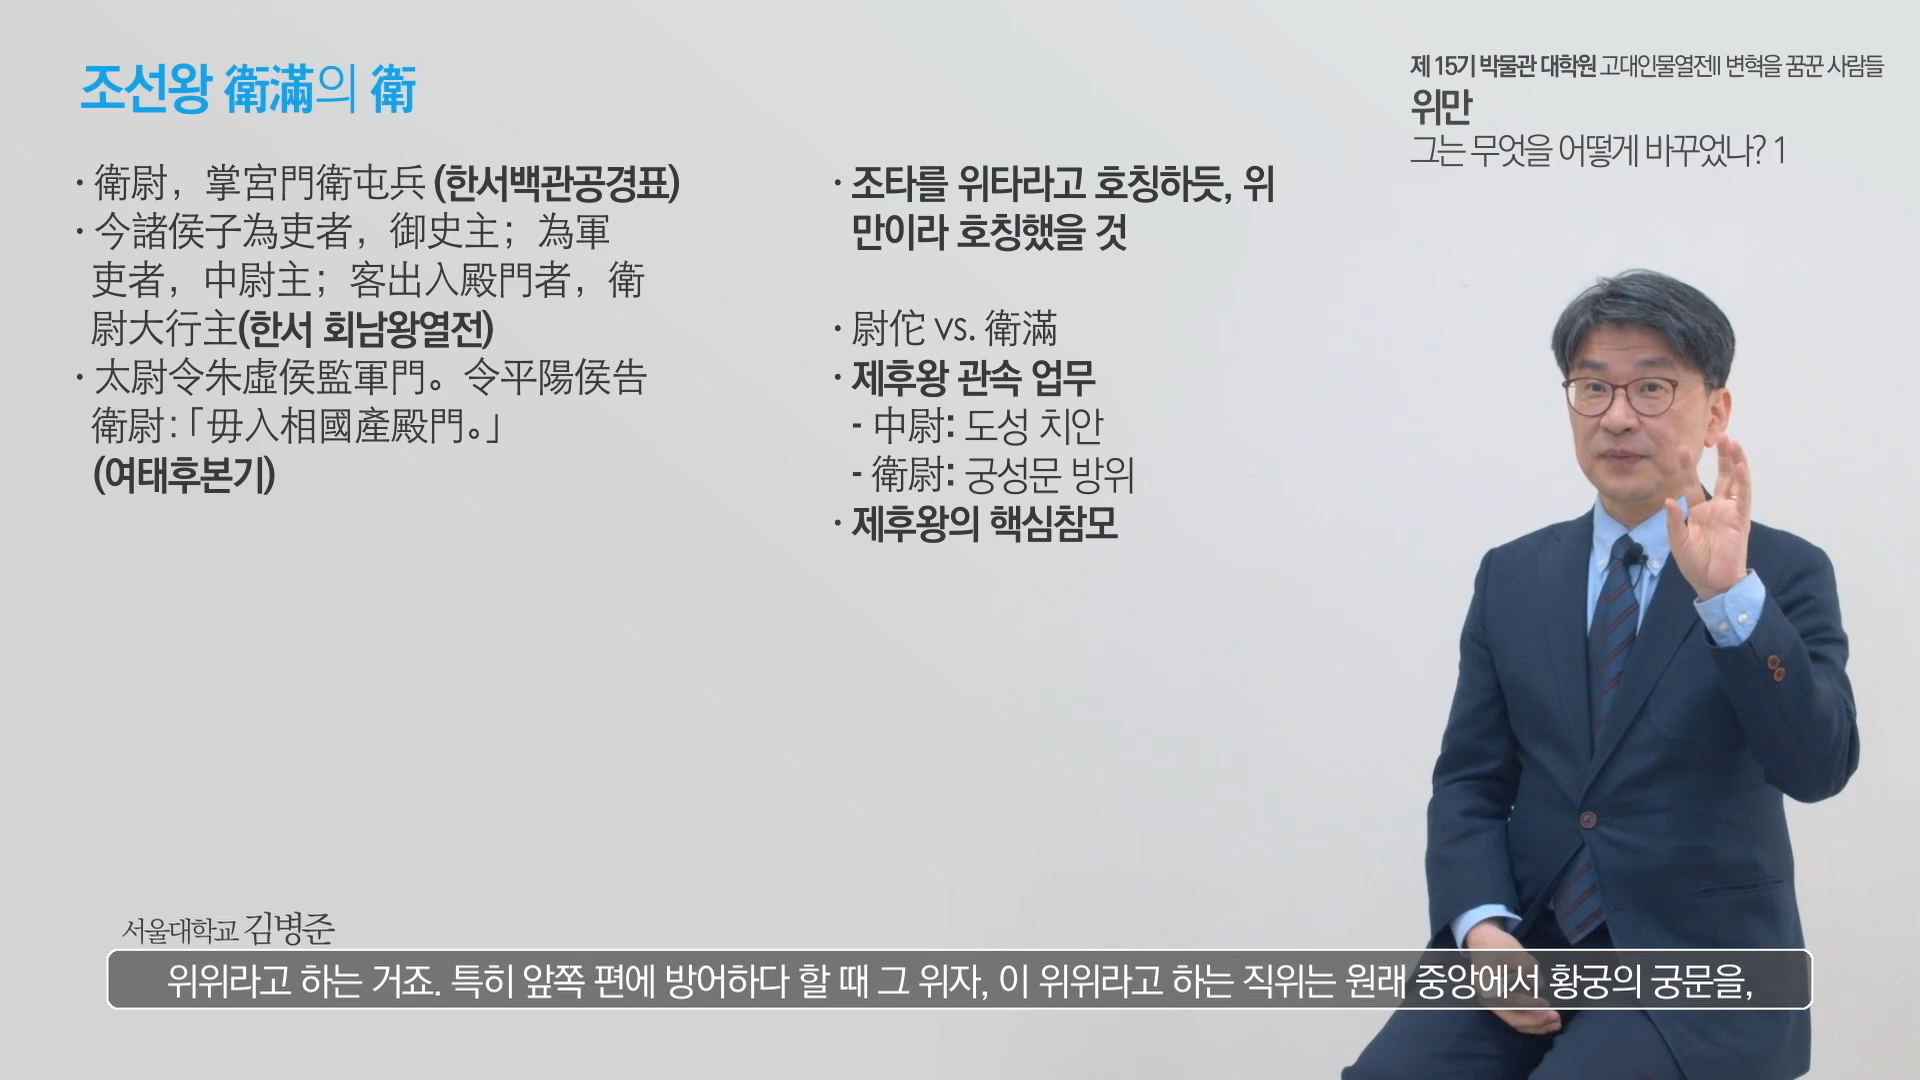 조선왕 衛滿의 衛
· 衛尉，掌宮門衛屯兵 (한서백관공경표)
· 今諸侯子為吏者，御史主；為軍
吏者，中尉主；客出入殿門者，衛
尉大行主(한서 회남왕열전)
· 太尉令朱虛侯監軍門。令平陽侯告
衛尉:「毋入相國產殿門。」
(여태후본기)
· 조타를 위타라고 호칭하듯, 위
만이라 호칭했을 것
· 尉佗 vs. 衛滿
· 제후왕 관속 업무
- 中尉: 도성 치안
- 衛尉: 궁성문 방위
· 제후왕의 핵심참모
제 15기 박물관 대학원 고대인물열전II 변혁을 꿈꾼 사람들
위만
그는 무엇을 어떻게 바꾸었나? 1
서울대학교 김병준
위위라고 하는 거죠. 특히 앞쪽 편에 방어하다 할 때 그 위자, 이 위위라고 하는 직위는 원래 중앙에서 황궁의 궁문을,